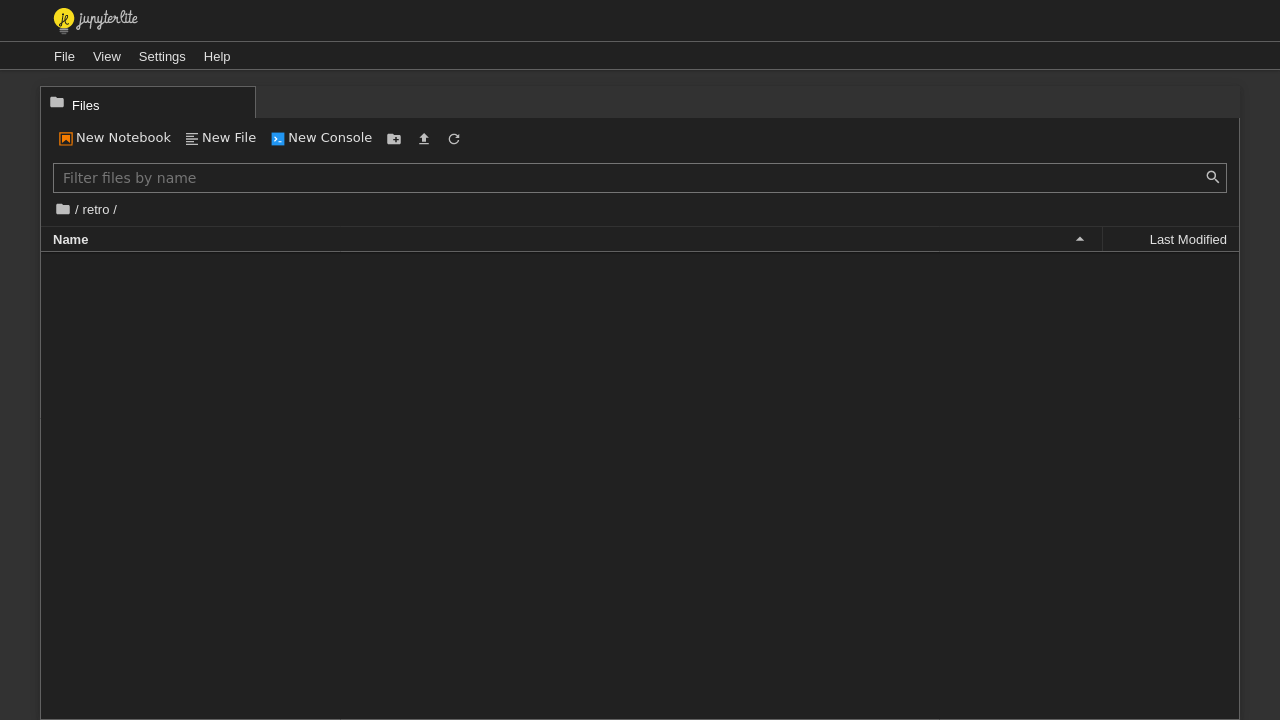 jupyterlite
File View Settings Help
Files
New Notebook New File New Console
Filter files by name
/ retro /
Name Last Modified